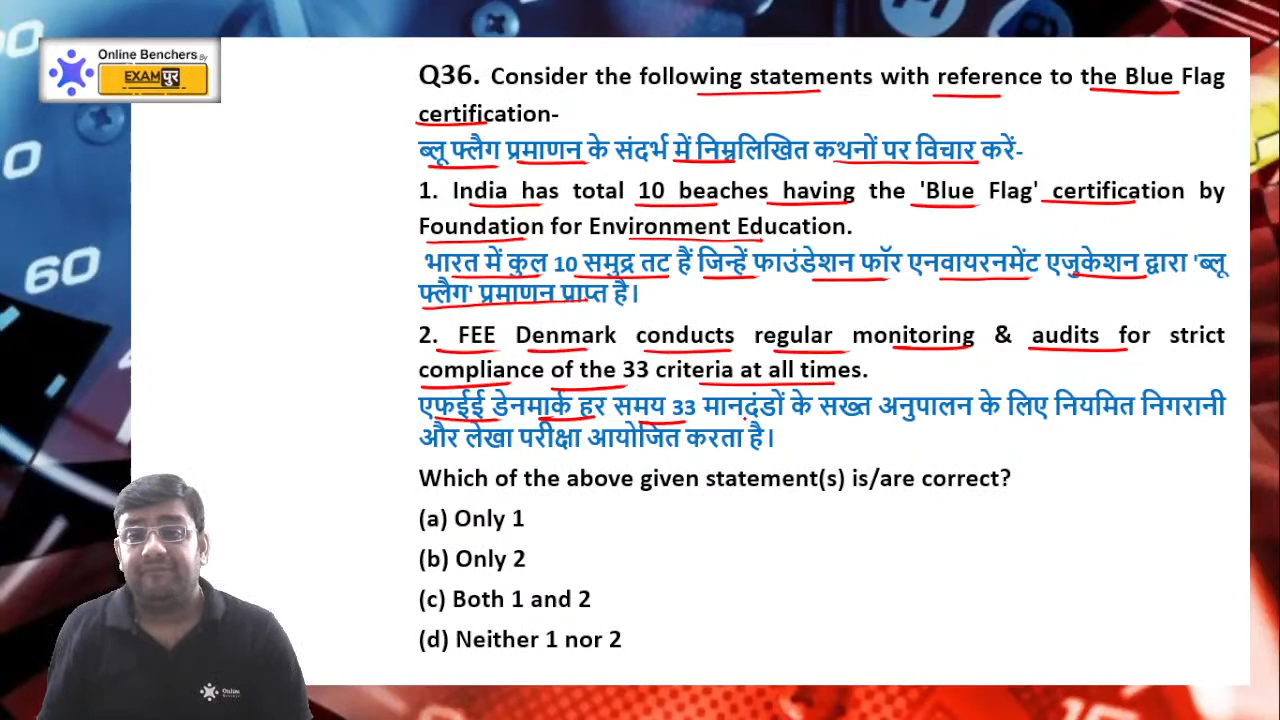 Online Benchers By
EXAMपुर
Q36. Consider the following statements with reference to the Blue Flag
certification-
ब्लू फ्लैग प्रमाणन के संदर्भ में निम्नलिखित कथनों पर विचार करें-
1. India has total 10 beaches having the 'Blue Flag' certification by
Foundation for Environment Education.
भारत में कुल 10 समुद्र तट हैं जिन्हें फाउंडेशन फॉर एनवायरनमेंट एजुकेशन द्वारा 'ब्लू
फ्लैग' प्रमाणन प्राप्त है।
2. FEE Denmark conducts regular monitoring & audits for strict
compliance of the 33 criteria at all times.
एफईई डेनमार्क हर समय 33 मानदंडों के सख्त अनुपालन के लिए नियमित निगरानी
और लेखा परीक्षा आयोजित करता है।
Which of the above given statement(s) is/are correct?
(a) Only 1
(b) Only 2
(c) Both 1 and 2
(d) Neither 1 nor 2
Online